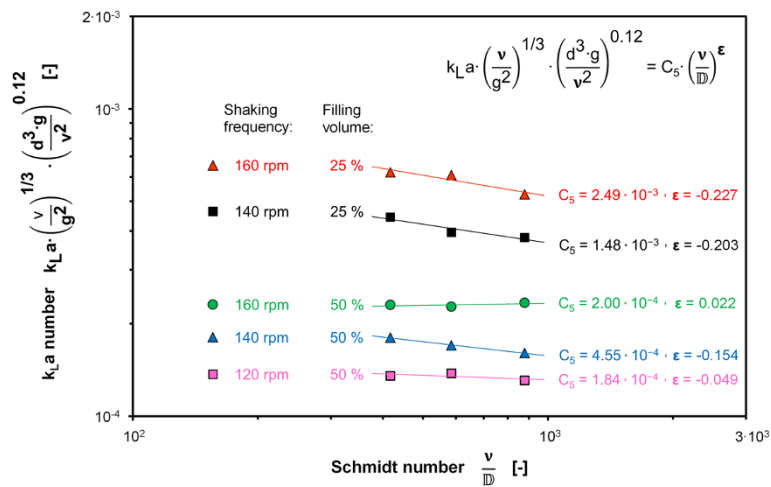 2·10⁻³
k_L a·(ν/g²)^1/3 · (d³·g/ν²)^0.12 = C₅·(ν/𝔻)^ε
10⁻³
Shaking frequency: Filling volume:
160 rpm 25 % C₅ = 2.49 · 10⁻³ · ε = -0.227
140 rpm 25 % C₅ = 1.48 · 10⁻³ · ε = -0.203
160 rpm 50 % C₅ = 2.00 · 10⁻⁴ · ε = 0.022
140 rpm 50 % C₅ = 4.55 · 10⁻⁴ · ε = -0.154
120 rpm 50 % C₅ = 1.84 · 10⁻⁴ · ε = -0.049
10⁻⁴
k_L a number k_L a·(ν/g²)^1/3 · (d³·g/ν²)^0.12 [-]
10² 10³ 3·10³
Schmidt number ν/𝔻 [-]